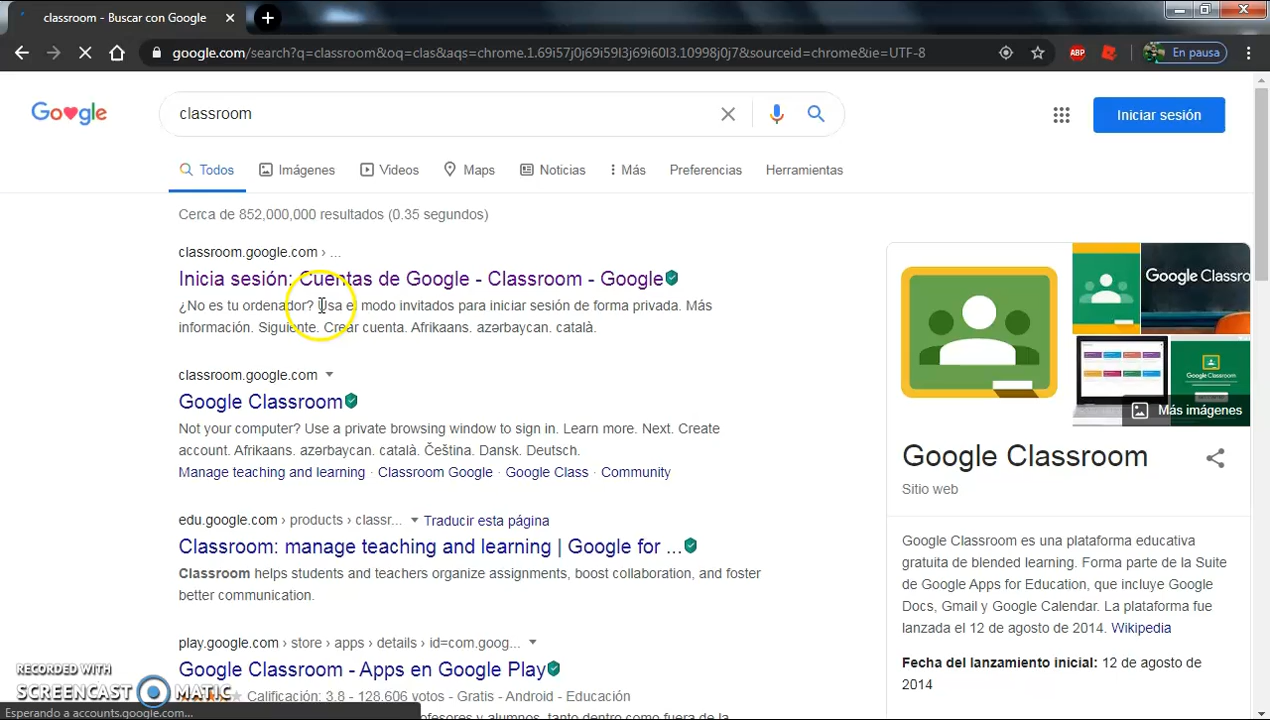 classroom - Buscar con Google
google.com/search?q=classroom&oq=clas&aqs=chrome.1.69i57j0j69i59l3j69i60l3.10998j0j7&sourceid=chrome&ie=UTF-8
ABP
En pausa
Google
classroom
Iniciar sesión
Todos
Imágenes
Videos
Maps
Noticias
Más
Preferencias
Herramientas
Cerca de 852,000,000 resultados (0.35 segundos)
classroom.google.com › ...
Inicia sesión: Cuentas de Google - Classroom - Google
¿No es tu ordenador? Usa el modo invitados para iniciar sesión de forma privada. Más
información. Siguiente. Crear cuenta. Afrikaans. azərbaycan. català.
classroom.google.com
Google Classroom
Not your computer? Use a private browsing window to sign in. Learn more. Next. Create
account. Afrikaans. azərbaycan. català. Čeština. Dansk. Deutsch.
Manage teaching and learning · Classroom Google · Google Class · Community
edu.google.com › products › classr... Traducir esta página
Classroom: manage teaching and learning | Google for ...
Classroom helps students and teachers organize assignments, boost collaboration, and foster
better communication.
play.google.com › store › apps › details › id=com.goog...
Google Classroom - Apps en Google Play
Calificación: 3.8 - 128.606 votos - Gratis - Android - Educación
Google Classro
Google Classroom
Más imágenes
Google Classroom
Sitio web
Google Classroom es una plataforma educativa
gratuita de blended learning. Forma parte de la Suite
de Google Apps for Education, que incluye Google
Docs, Gmail y Google Calendar. La plataforma fue
lanzada el 12 de agosto de 2014. Wikipedia
Fecha del lanzamiento inicial: 12 de agosto de
2014
RECORDED WITH
SCREENCAST MATIC
Esperando a accounts.google.com...